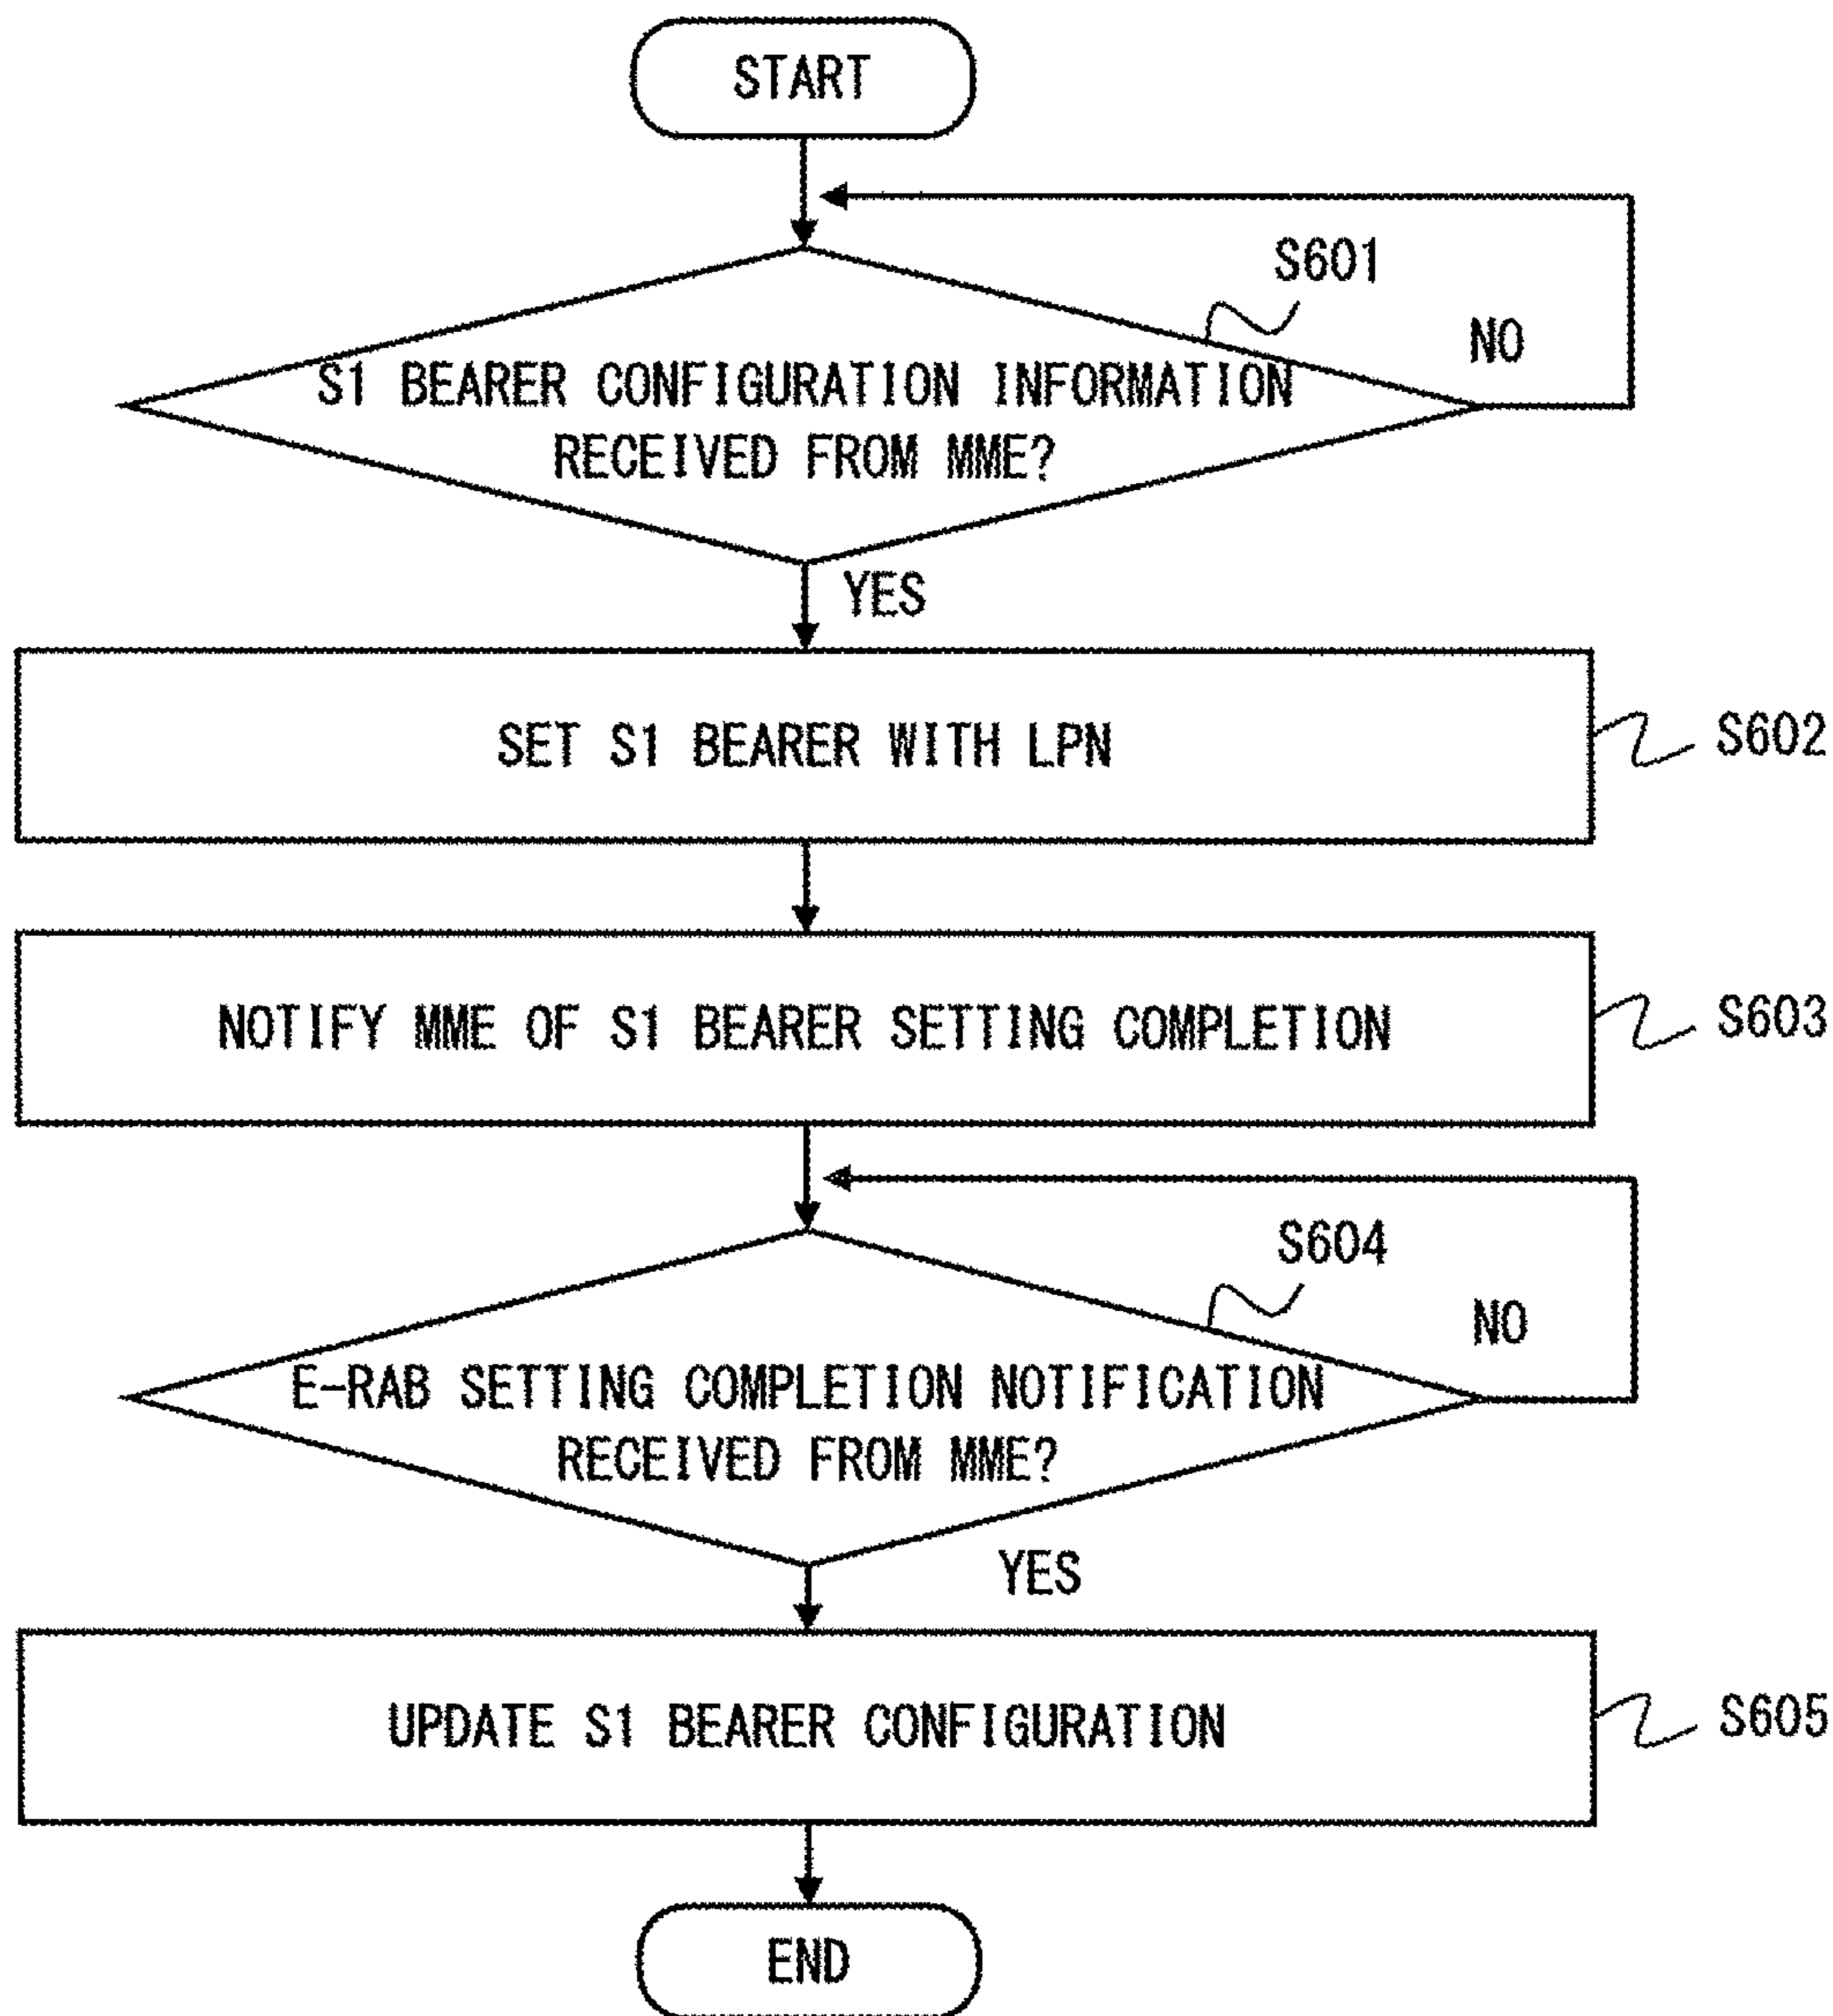 START
S601
NO
S1 BEARER CONFIGURATION INFORMATION
RECEIVED FROM MME?
YES
SET S1 BEARER WITH LPN
S602
NOTIFY MME OF S1 BEARER SETTING COMPLETION
S603
S604
NO
E-RAB SETTING COMPLETION NOTIFICATION
RECEIVED FROM MME?
YES
UPDATE S1 BEARER CONFIGURATION
S605
END